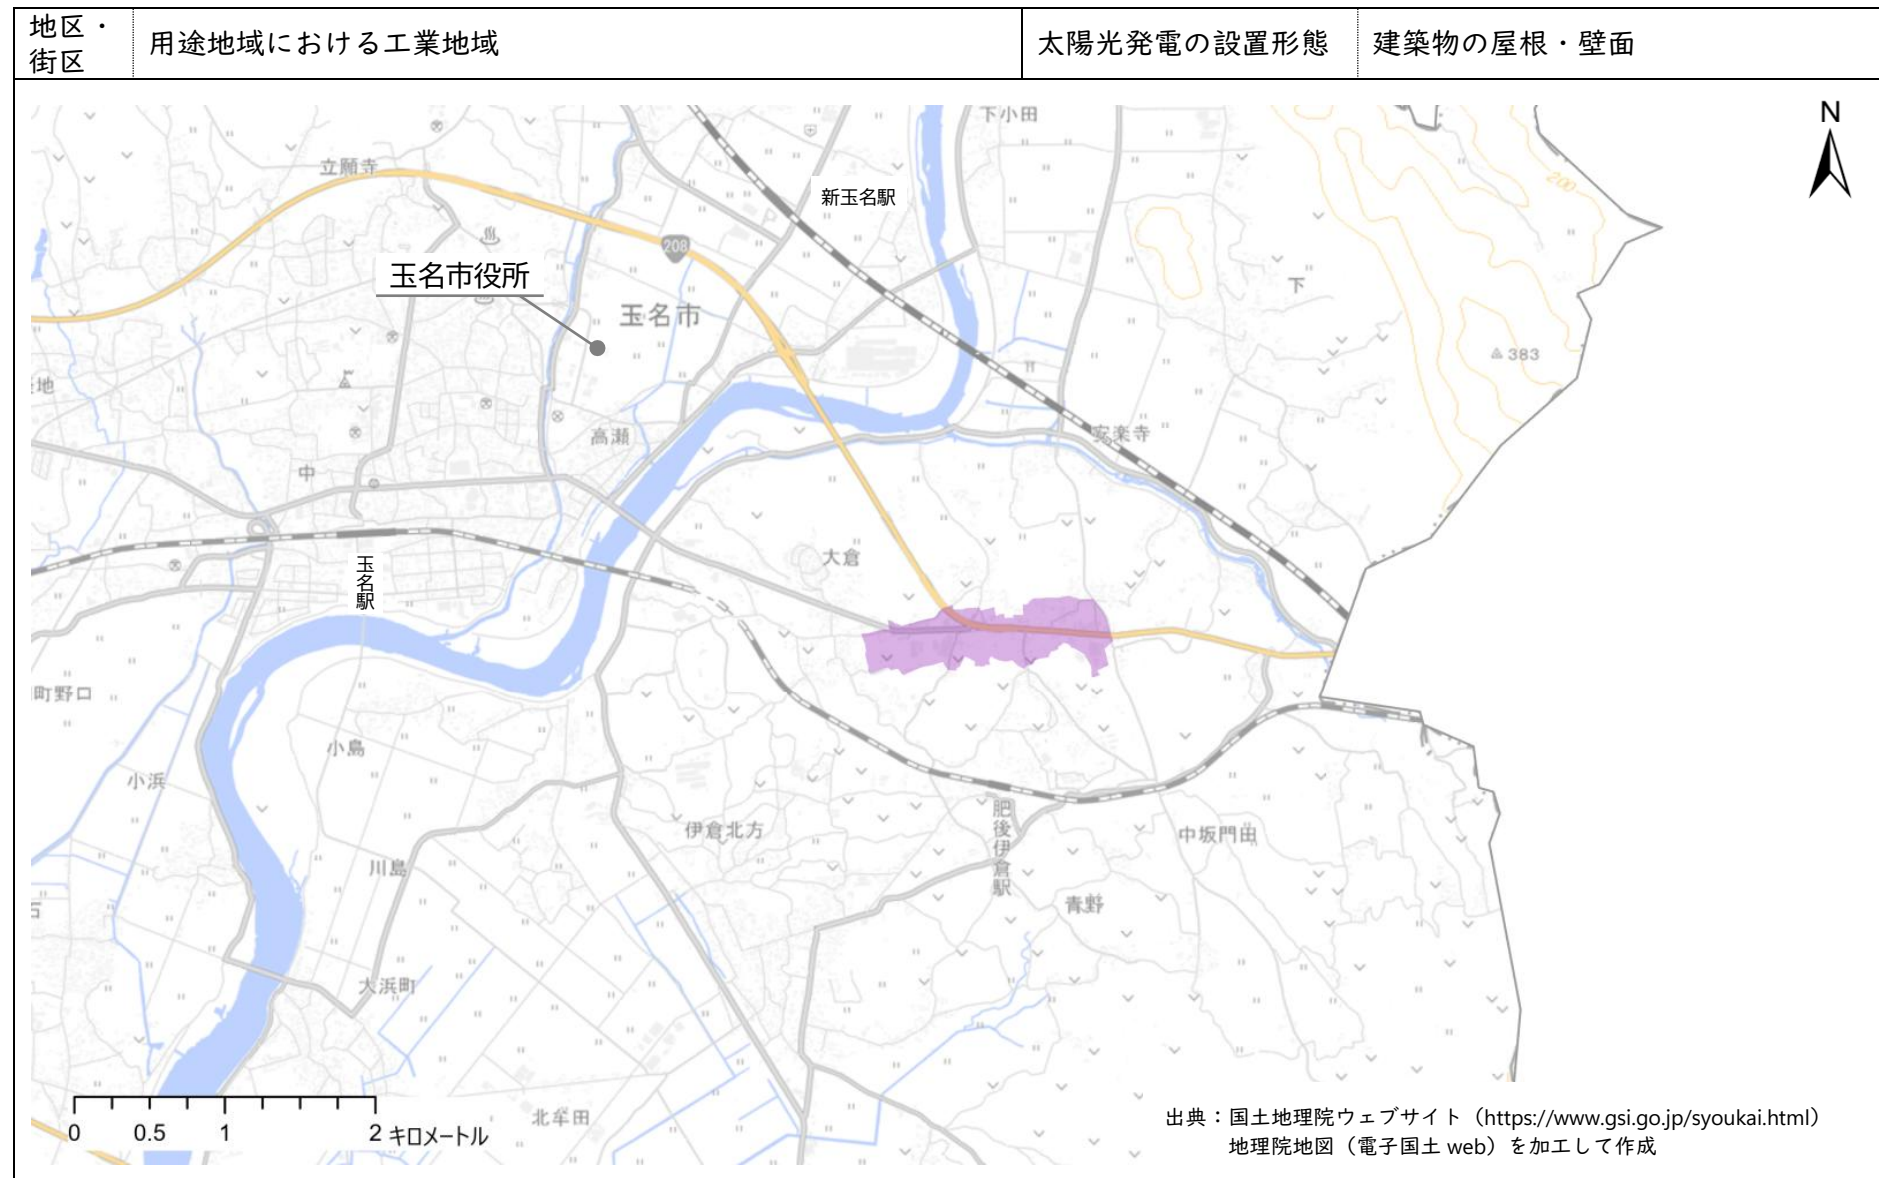 地区・
街区
用途地域における工業地域
太陽光発電の設置形態
建築物の屋根・壁面
N
下小田
立願寺
新玉名駅
200
208
玉名市役所
玉名市
下
383
地
高瀬
安楽寺
中
大倉
玉名駅
町野口
小島
小浜
伊倉北方
肥後伊倉駅
中坂門田
川島
青野
石
大浜町
北牟田
0 0.5 1 2 キロメートル
出典：国土地理院ウェブサイト（https://www.gsi.go.jp/syoukai.html）
地理院地図（電子国土 web）を加工して作成